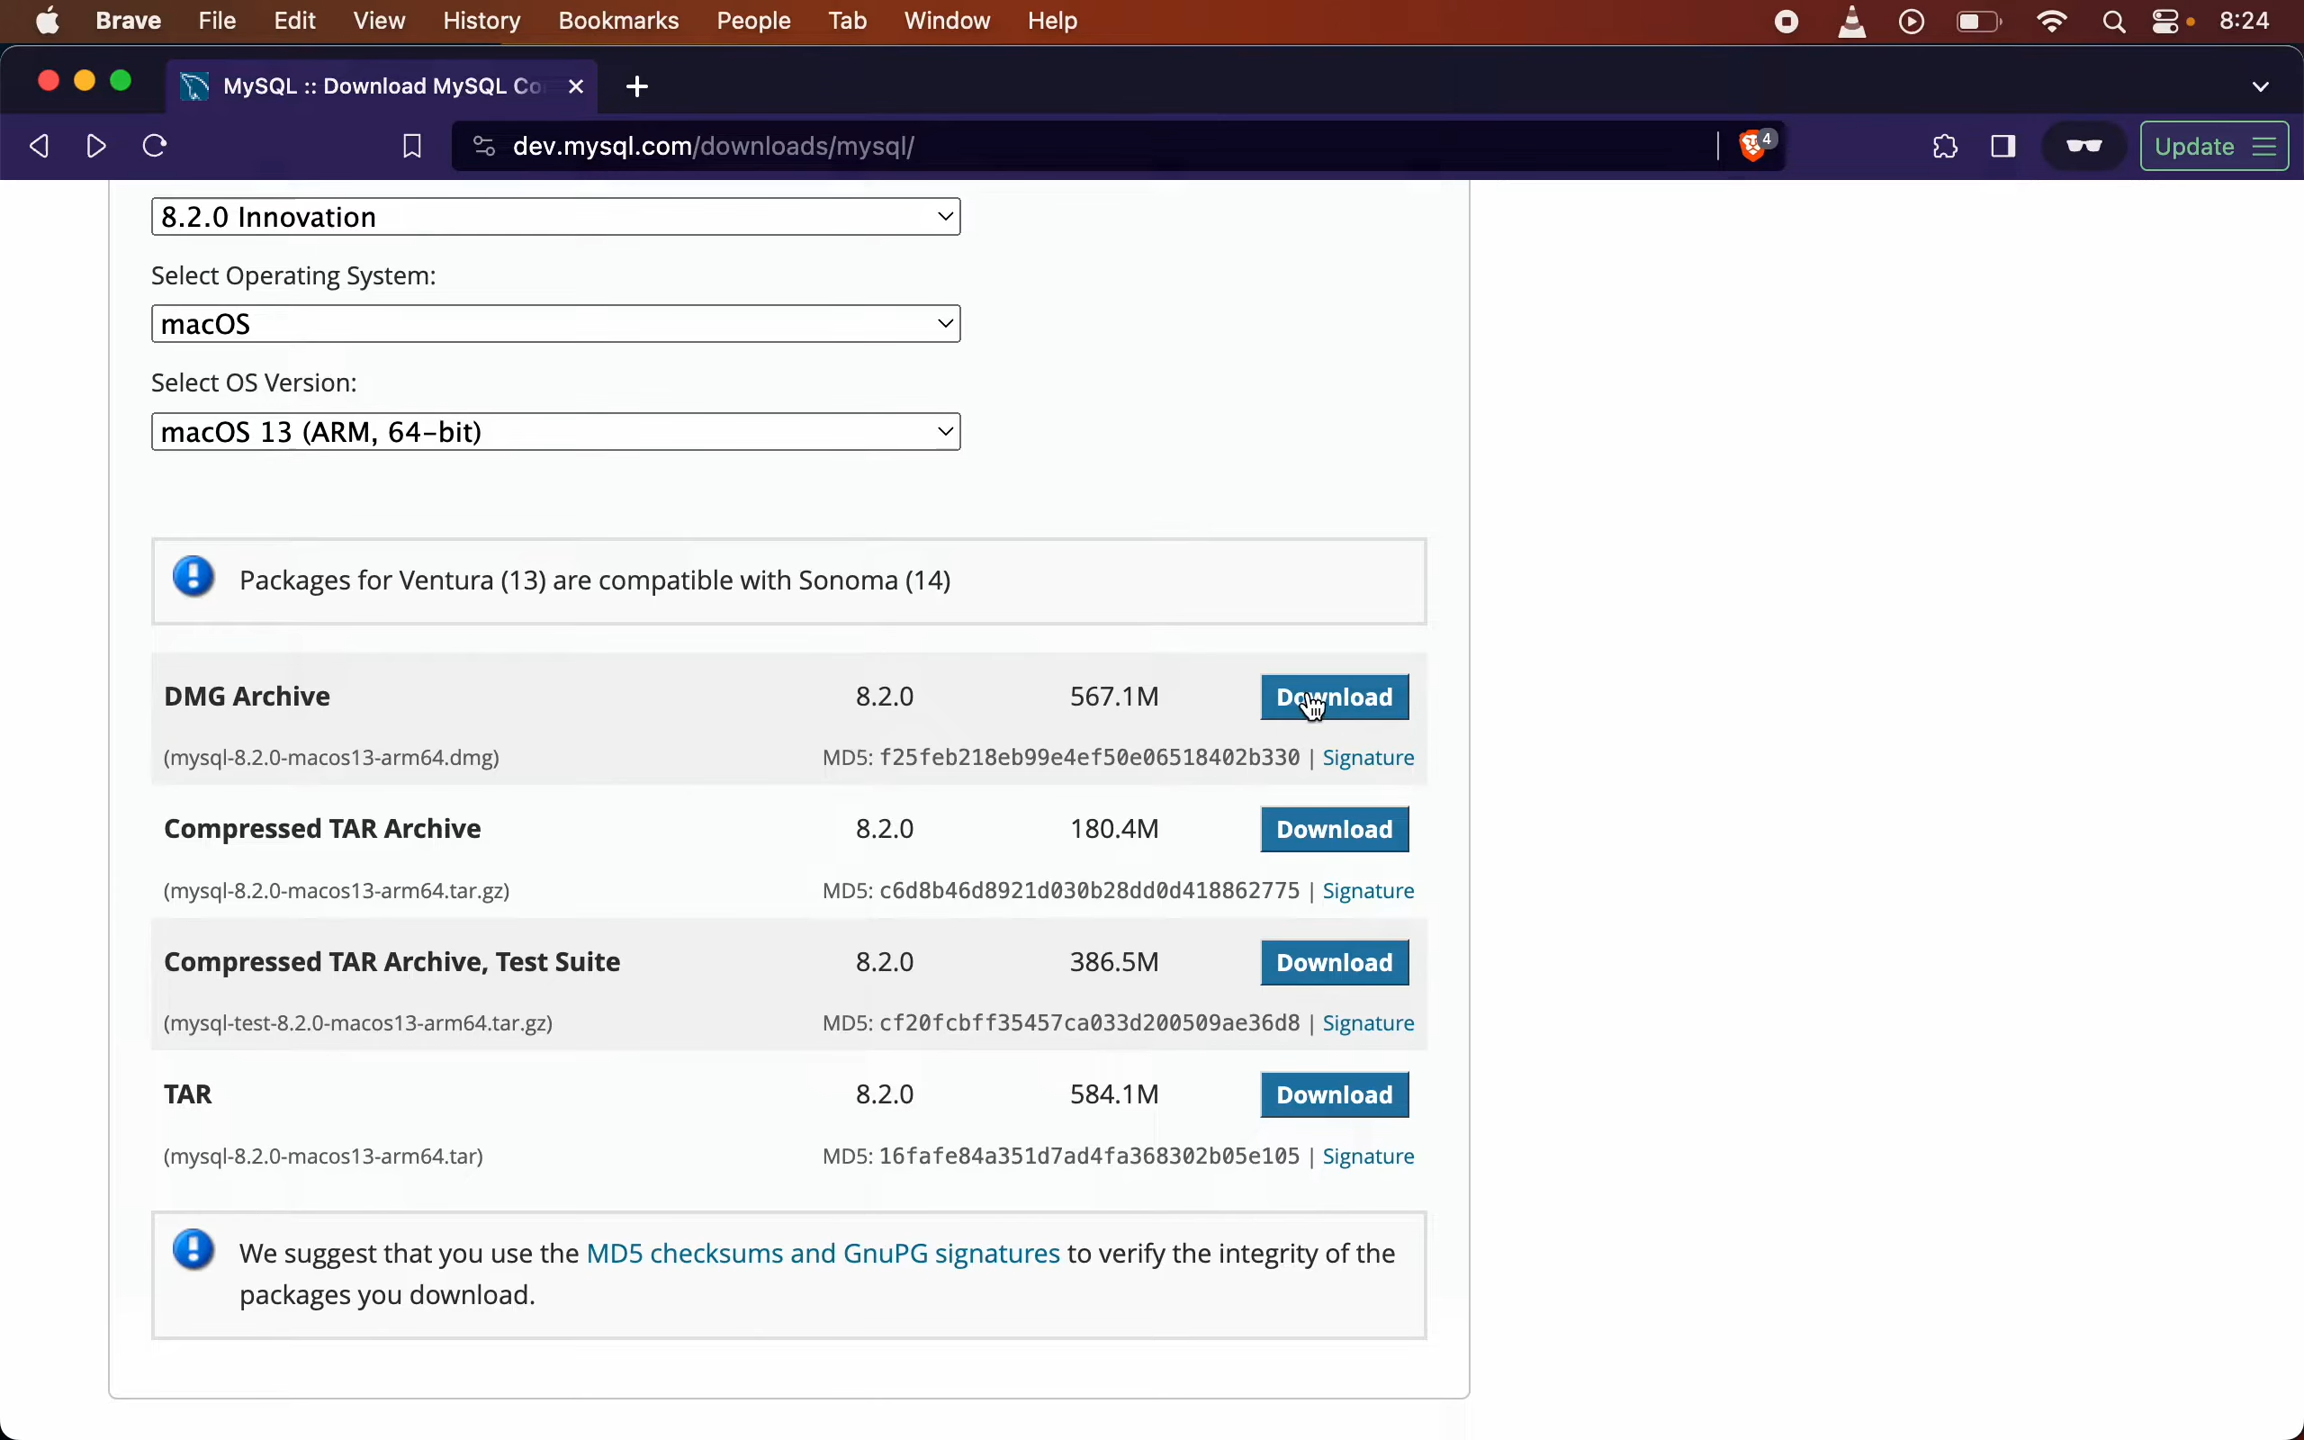 Brave File Edit View History Bookmarks People Tab Window Help 8:24
MySQL :: Download MySQL Co
dev.mysql.com/downloads/mysql/ 4 Update
8.2.0 Innovation
Select Operating System:
macOS
Select OS Version:
macOS 13 (ARM, 64-bit)
Packages for Ventura (13) are compatible with Sonoma (14)
DMG Archive 8.2.0 567.1M Download
(mysql-8.2.0-macos13-arm64.dmg) MD5: f25feb218eb99e4ef50e06518402b330 | Signature
Compressed TAR Archive 8.2.0 180.4M Download
(mysql-8.2.0-macos13-arm64.tar.gz) MD5: c6d8b46d8921d030b28dd0d418862775 | Signature
Compressed TAR Archive, Test Suite 8.2.0 386.5M Download
(mysql-test-8.2.0-macos13-arm64.tar.gz) MD5: cf20fcbff35457ca033d200509ae36d8 | Signature
TAR 8.2.0 584.1M Download
(mysql-8.2.0-macos13-arm64.tar) MD5: 16fafe84a351d7ad4fa368302b05e105 | Signature
We suggest that you use the MD5 checksums and GnuPG signatures to verify the integrity of the
packages you download.